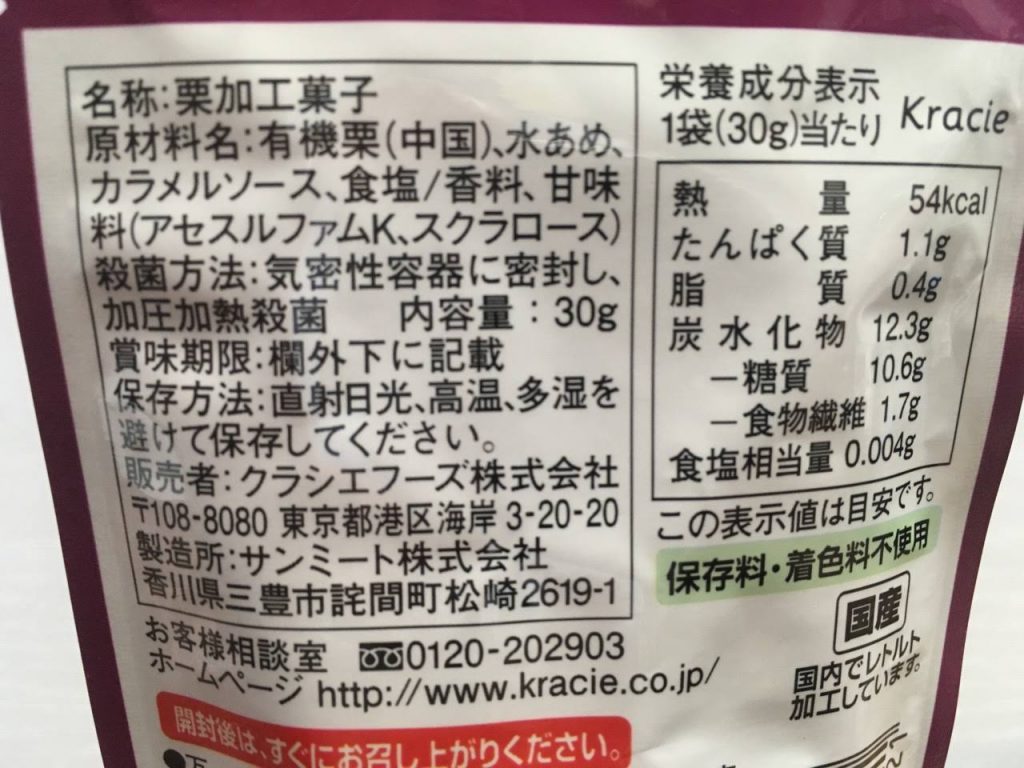 名称:栗加工菓子
原材料名:有機栗(中国)、水あめ、
カラメルソース、食塩/香料、甘味
料(アセスルファムK、スクラロース)
殺菌方法:気密性容器に密封し、
加圧加熱殺菌 内容量:30g
賞味期限:欄外下に記載
保存方法:直射日光、高温、多湿を
避けて保存してください。
販売者:クラシエフーズ株式会社
〒108-8080 東京都港区海岸 3-20-20
製造所:サンミート株式会社
香川県三豊市詫間町松崎2619-1
お客様相談室 0120-202903
ホームページ http://www.kracie.co.jp/
開封後は、すぐにお召し上がりください。
栄養成分表示
1袋(30g)当たり
Kracie
熱量 54kcal
たんぱく質 1.1g
脂質 0.4g
炭水化物 12.3g
－糖質 10.6g
－食物繊維 1.7g
食塩相当量 0.004g
この表示値は目安です。
保存料・着色料不使用
国産
国内でレトルト
加工しています。